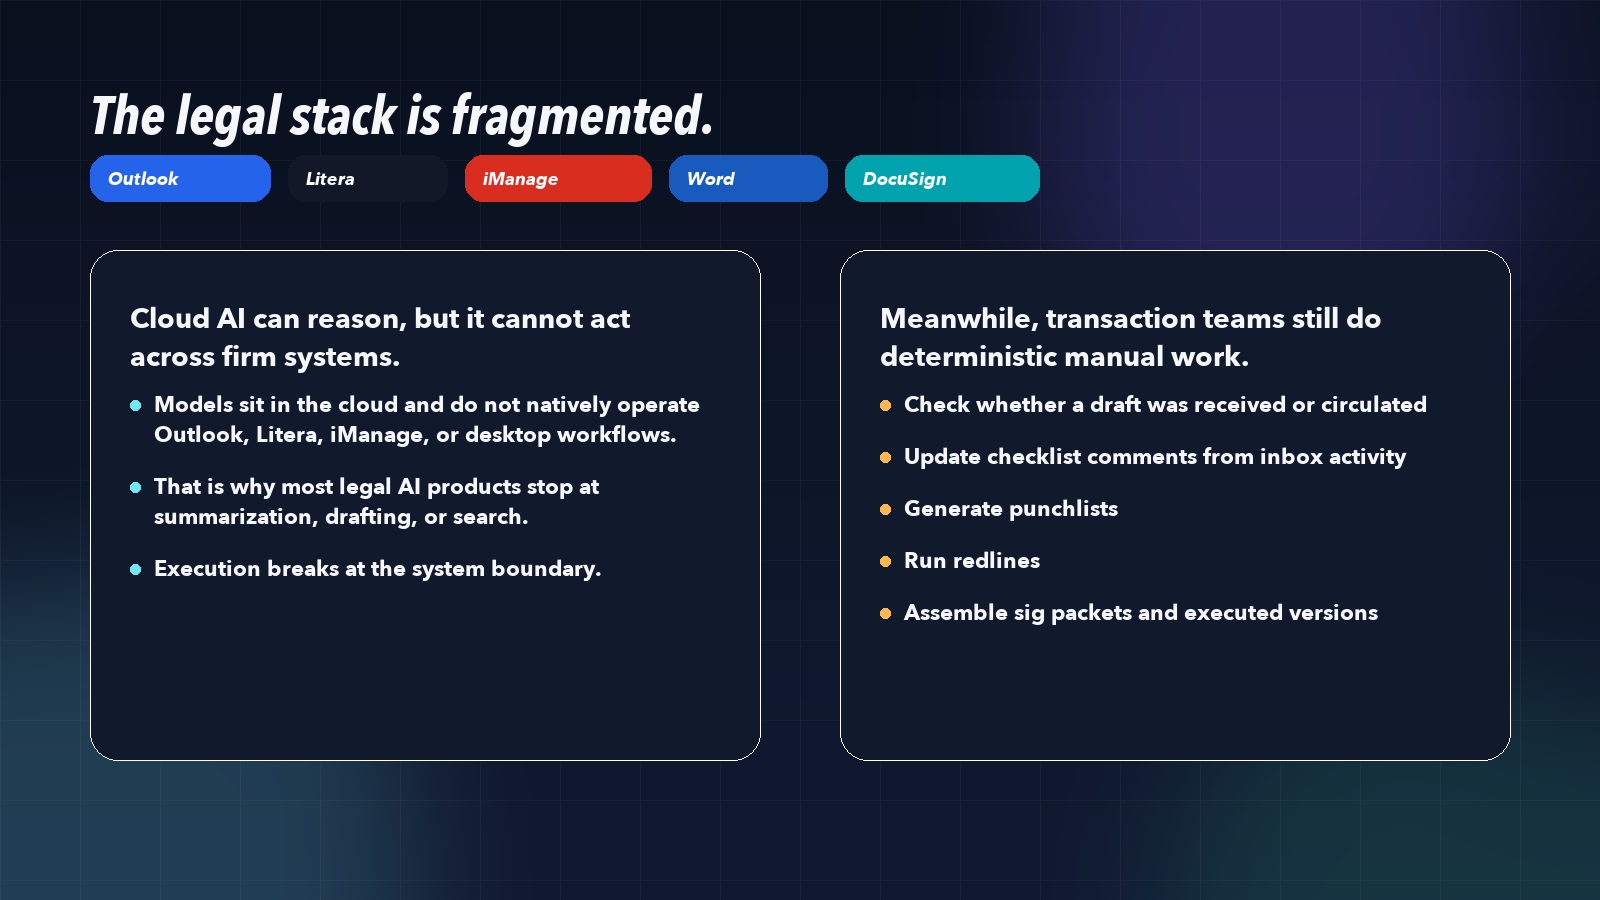 The legal stack is fragmented.
Outlook
Litera
iManage
Word
DocuSign
Cloud AI can reason, but it cannot act
across firm systems.
Models sit in the cloud and do not natively operate
Outlook, Litera, iManage, or desktop workflows.
That is why most legal AI products stop at
summarization, drafting, or search.
Execution breaks at the system boundary.
Meanwhile, transaction teams still do
deterministic manual work.
Check whether a draft was received or circulated
Update checklist comments from inbox activity
Generate punchlists
Run redlines
Assemble sig packets and executed versions